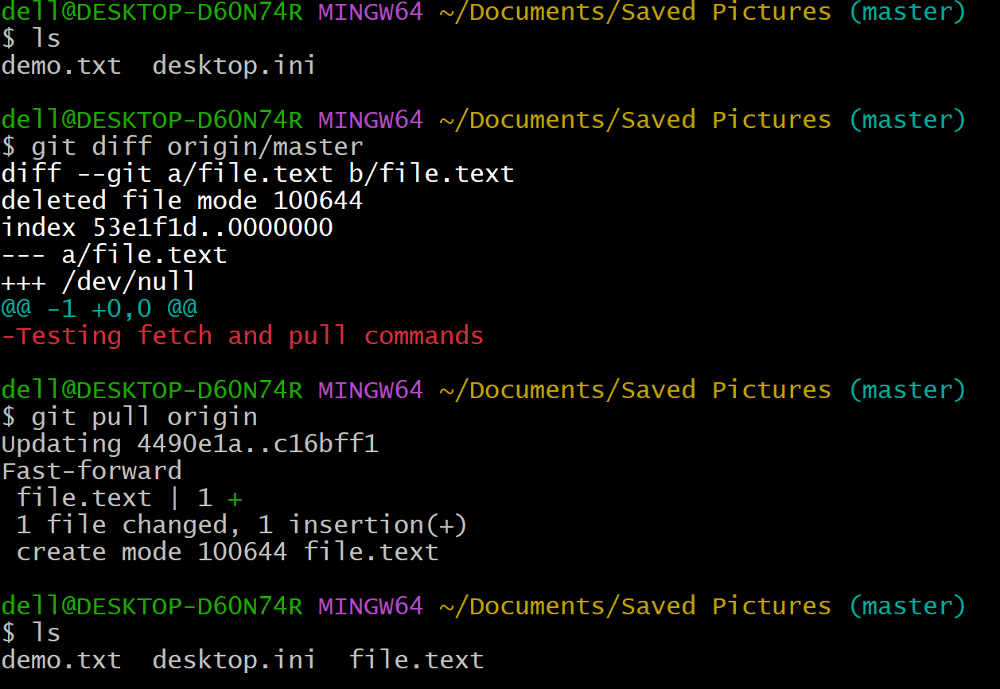 dell@DESKTOP-D6ON74R MINGW64 ~/Documents/Saved Pictures (master)
$ ls
demo.txt  desktop.ini
dell@DESKTOP-D6ON74R MINGW64 ~/Documents/Saved Pictures (master)
$ git diff origin/master
diff --git a/file.text b/file.text
deleted file mode 100644
index 53e1f1d..0000000
--- a/file.text
+++ /dev/null
@@ -1 +0,0 @@
-Testing fetch and pull commands
dell@DESKTOP-D6ON74R MINGW64 ~/Documents/Saved Pictures (master)
$ git pull origin
Updating 4490e1a..c16bff1
Fast-forward
 file.text | 1 +
 1 file changed, 1 insertion(+)
 create mode 100644 file.text
dell@DESKTOP-D6ON74R MINGW64 ~/Documents/Saved Pictures (master)
$ ls
demo.txt  desktop.ini  file.text